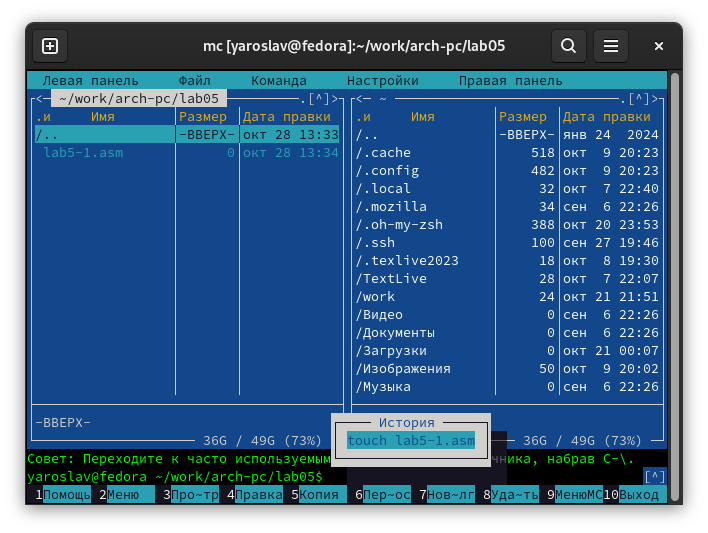 mc [yaroslav@fedora]:~/work/arch-pc/lab05
Левая панель Файл Команда Настройки Правая панель
<─ ~/work/arch-pc/lab05 .[^]>
.и Имя Размер Дата правки
/.. -ВВЕРХ- окт 28 13:33
lab5-1.asm 0 окт 28 13:34
-ВВЕРХ-
36G / 49G (73%)
<─ ~ .[^]>
.и Имя Размер Дата правки
/.. -ВВЕРХ- янв 24 2024
/.cache 518 окт 9 20:23
/.config 482 окт 9 20:23
/.local 32 окт 7 22:40
/.mozilla 34 сен 6 22:26
/.oh-my-zsh 388 окт 20 23:53
/.ssh 100 сен 27 19:46
/.texlive2023 18 окт 8 19:30
/TextLive 28 окт 7 22:07
/work 24 окт 21 21:51
/Видео 0 сен 6 22:26
/Документы 0 сен 6 22:26
/Загрузки 0 окт 21 00:07
/Изображения 50 окт 9 20:02
/Музыка 0 сен 6 22:26
36G / 49G (73%)
История
touch lab5-1.asm
Совет: Переходите к часто используемым чника, набрав C-\.
yaroslav@fedora ~/work/arch-pc/lab05$ [^]
1Помощь 2Меню 3Про~тр 4Правка 5Копия 6Пер~ос 7Нов~лг 8Уда~ть 9МенюMC 10Выход